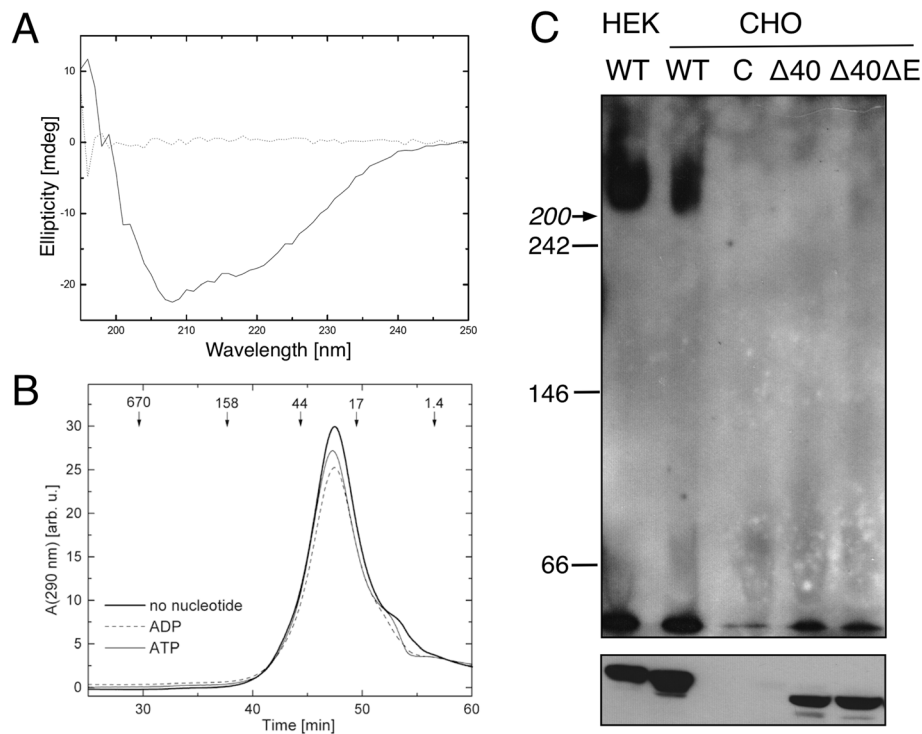 A
10
0
-10
-20
Ellipticity [mdeg]
200 210 220 230 240 250
Wavelength [nm]
B
670 158 44 17 1.4
30
25
20
15
10
5
0
A(290 nm) [arb. u.]
no nucleotide
ADP
ATP
30 40 50 60
Time [min]
C
HEK CHO
WT WT C Δ40 Δ40ΔE
200
242
146
66